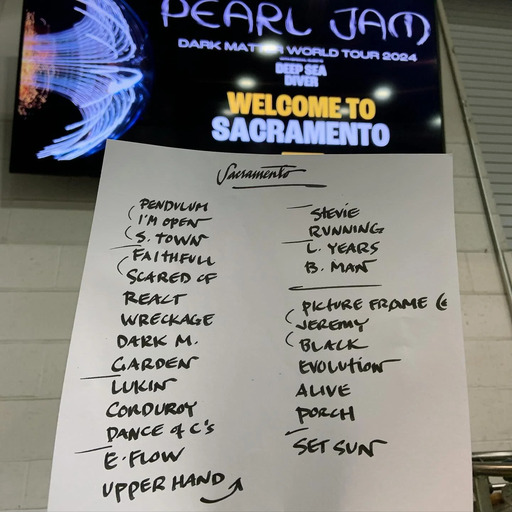 PEARL JAM
DARK MATTER WORLD TOUR 2024
DEEP SEA
DIVER
WELCOME TO
SACRAMENTO
Sacramento
PENDULUM
I'M OPEN
S. TOWN
FAITHFULL
SCARED OF
REACT
WRECKAGE
DARK M.
GARDEN
LUKIN
CORDUROY
DANCE of C's
E. FLOW
UPPER HAND
STEVIE
RUNNING
L. YEARS
B. MAN
PICTURE FRAME
JEREMY
BLACK
EVOLUTION
ALIVE
PORCH
SET SUN